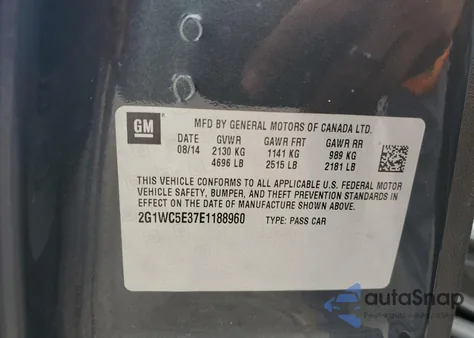 GM
MFD BY GENERAL MOTORS OF CANADA LTD.
DATE GVWR GAWR FRT GAWR RR
08/14 2130 KG 1141 KG 989 KG
4696 LB 2515 LB 2181 LB
THIS VEHICLE CONFORMS TO ALL APPLICABLE U.S. FEDERAL MOTOR
VEHICLE SAFETY, BUMPER, AND THEFT PREVENTION STANDARDS IN
EFFECT ON THE DATE OF MANUFACTURE SHOWN ABOVE.
2G1WC5E37E1188960 TYPE: PASS CAR
autoSnap